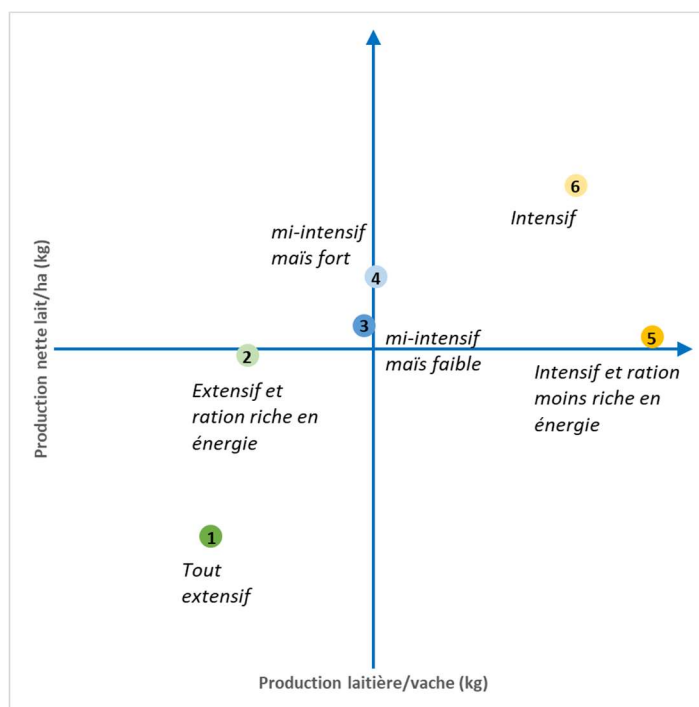 6
Intensif
mi-intensif
maïs fort
4
3
mi-intensif
maïs faible
5
2
Extensif et
ration riche en
énergie
Intensif et ration
moins riche en
énergie
Production nette lait/ha (kg)
1
Tout
extensif
Production laitière/vache (kg)